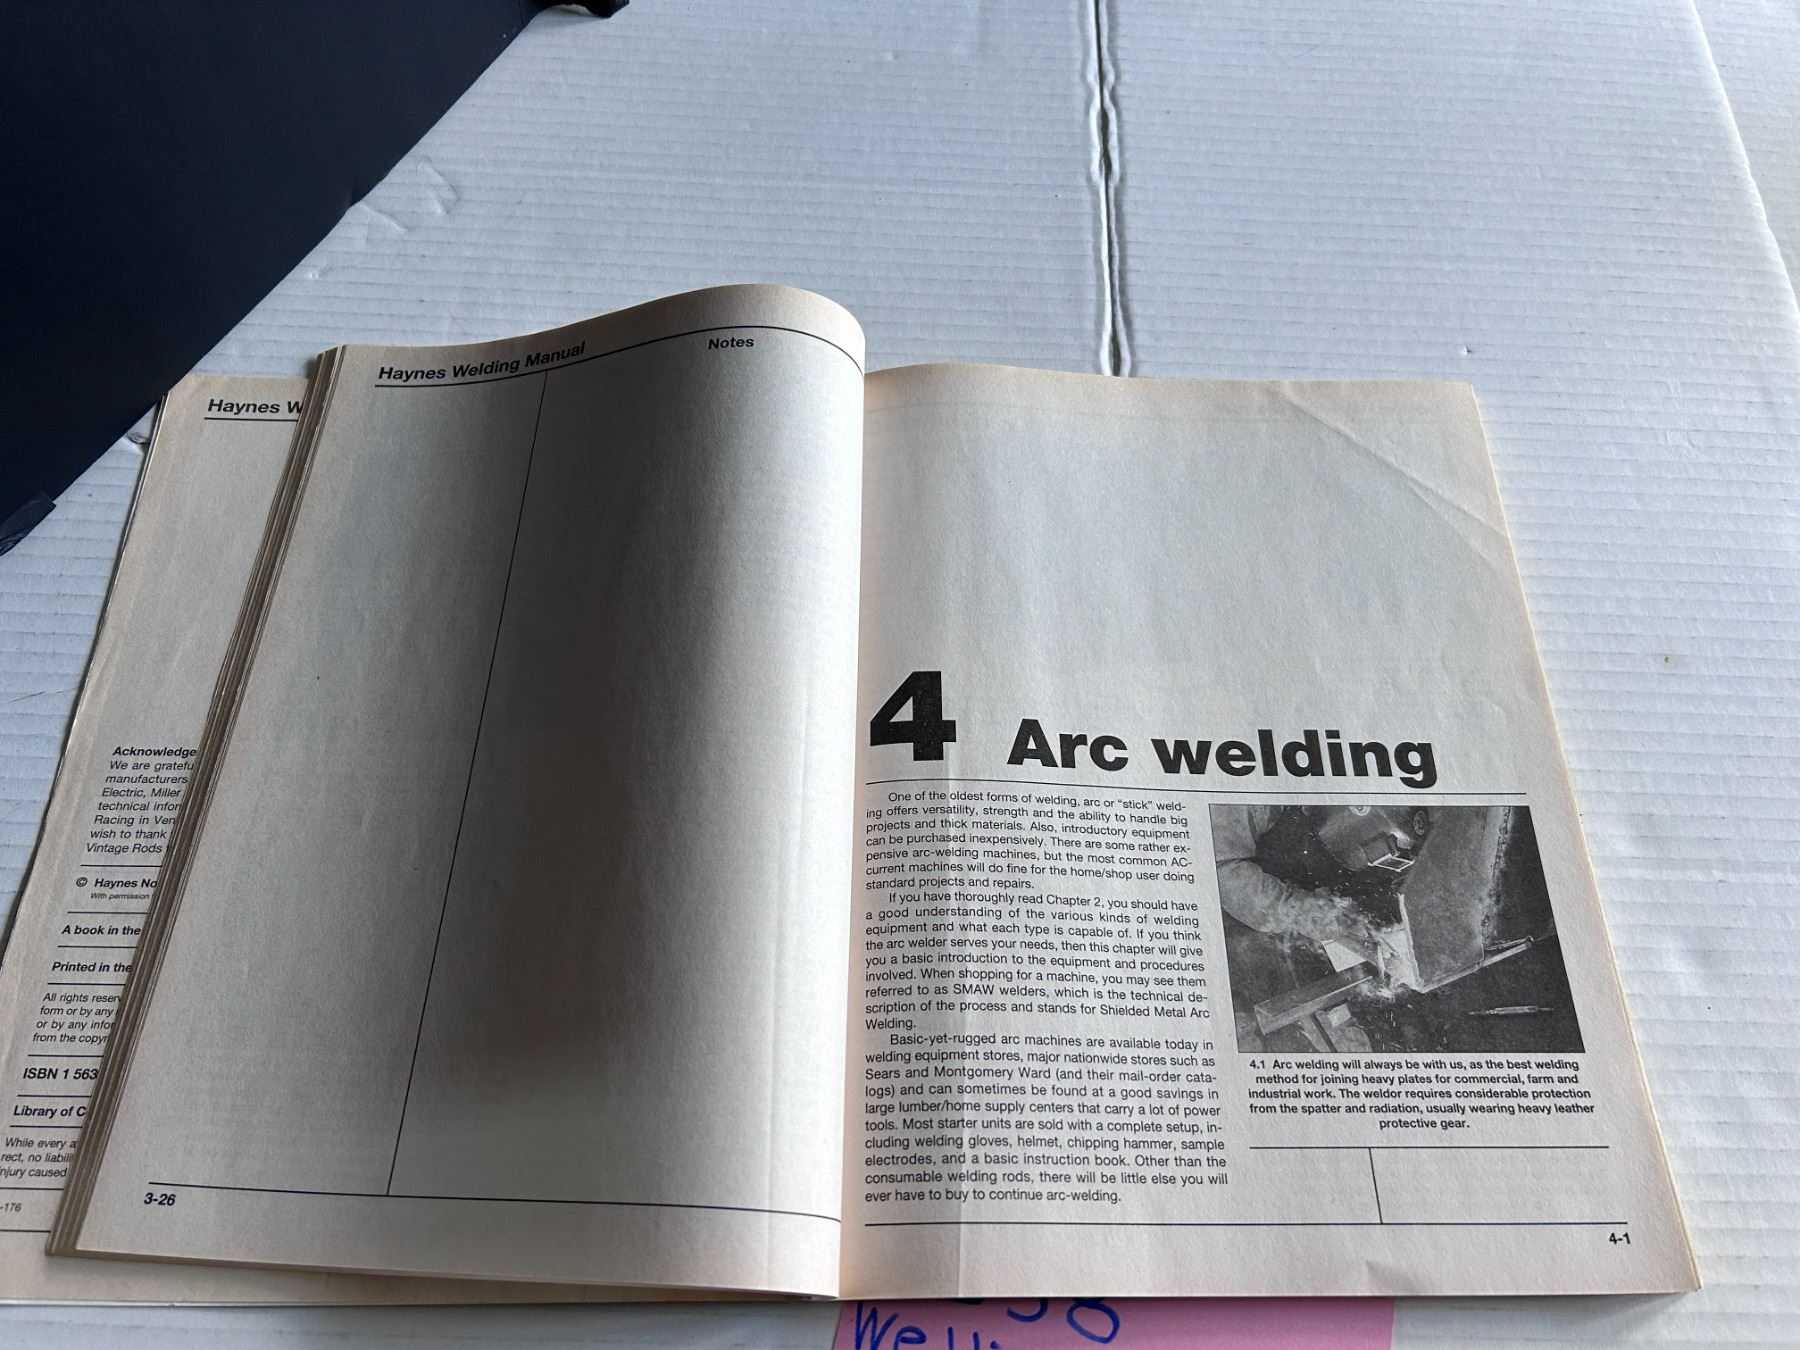 Haynes W
Acknowledge
We are gratefu
manufacturers
Electric, Miller
technical infor
Racing in Ven
wish to thank
Vintage Rods
© Haynes No
With permission
A book in the
Printed in the
All rights reser
form or by any
or by any infor
from the copyr
ISBN 1 563
Library of C
While every a
rect, no liabili
njury caused
-176
Haynes Welding Manual
Notes
3-26
4 Arc welding
One of the oldest forms of welding, arc or “stick” weld-
ing offers versatility, strength and the ability to handle big
projects and thick materials. Also, introductory equipment
can be purchased inexpensively. There are some rather ex-
pensive arc-welding machines, but the most common AC-
current machines will do fine for the home/shop user doing
standard projects and repairs.
If you have thoroughly read Chapter 2, you should have
a good understanding of the various kinds of welding
equipment and what each type is capable of. If you think
the arc welder serves your needs, then this chapter will give
you a basic introduction to the equipment and procedures
involved. When shopping for a machine, you may see them
referred to as SMAW welders, which is the technical de-
scription of the process and stands for Shielded Metal Arc
Welding.
Basic-yet-rugged arc machines are available today in
welding equipment stores, major nationwide stores such as
Sears and Montgomery Ward (and their mail-order cata-
logs) and can sometimes be found at a good savings in
large lumber/home supply centers that carry a lot of power
tools. Most starter units are sold with a complete setup, in-
cluding welding gloves, helmet, chipping hammer, sample
electrodes, and a basic instruction book. Other than the
consumable welding rods, there will be little else you will
ever have to buy to continue arc-welding.
4.1 Arc welding will always be with us, as the best welding
method for joining heavy plates for commercial, farm and
industrial work. The weldor requires considerable protection
from the spatter and radiation, usually wearing heavy leather
protective gear.
4-1